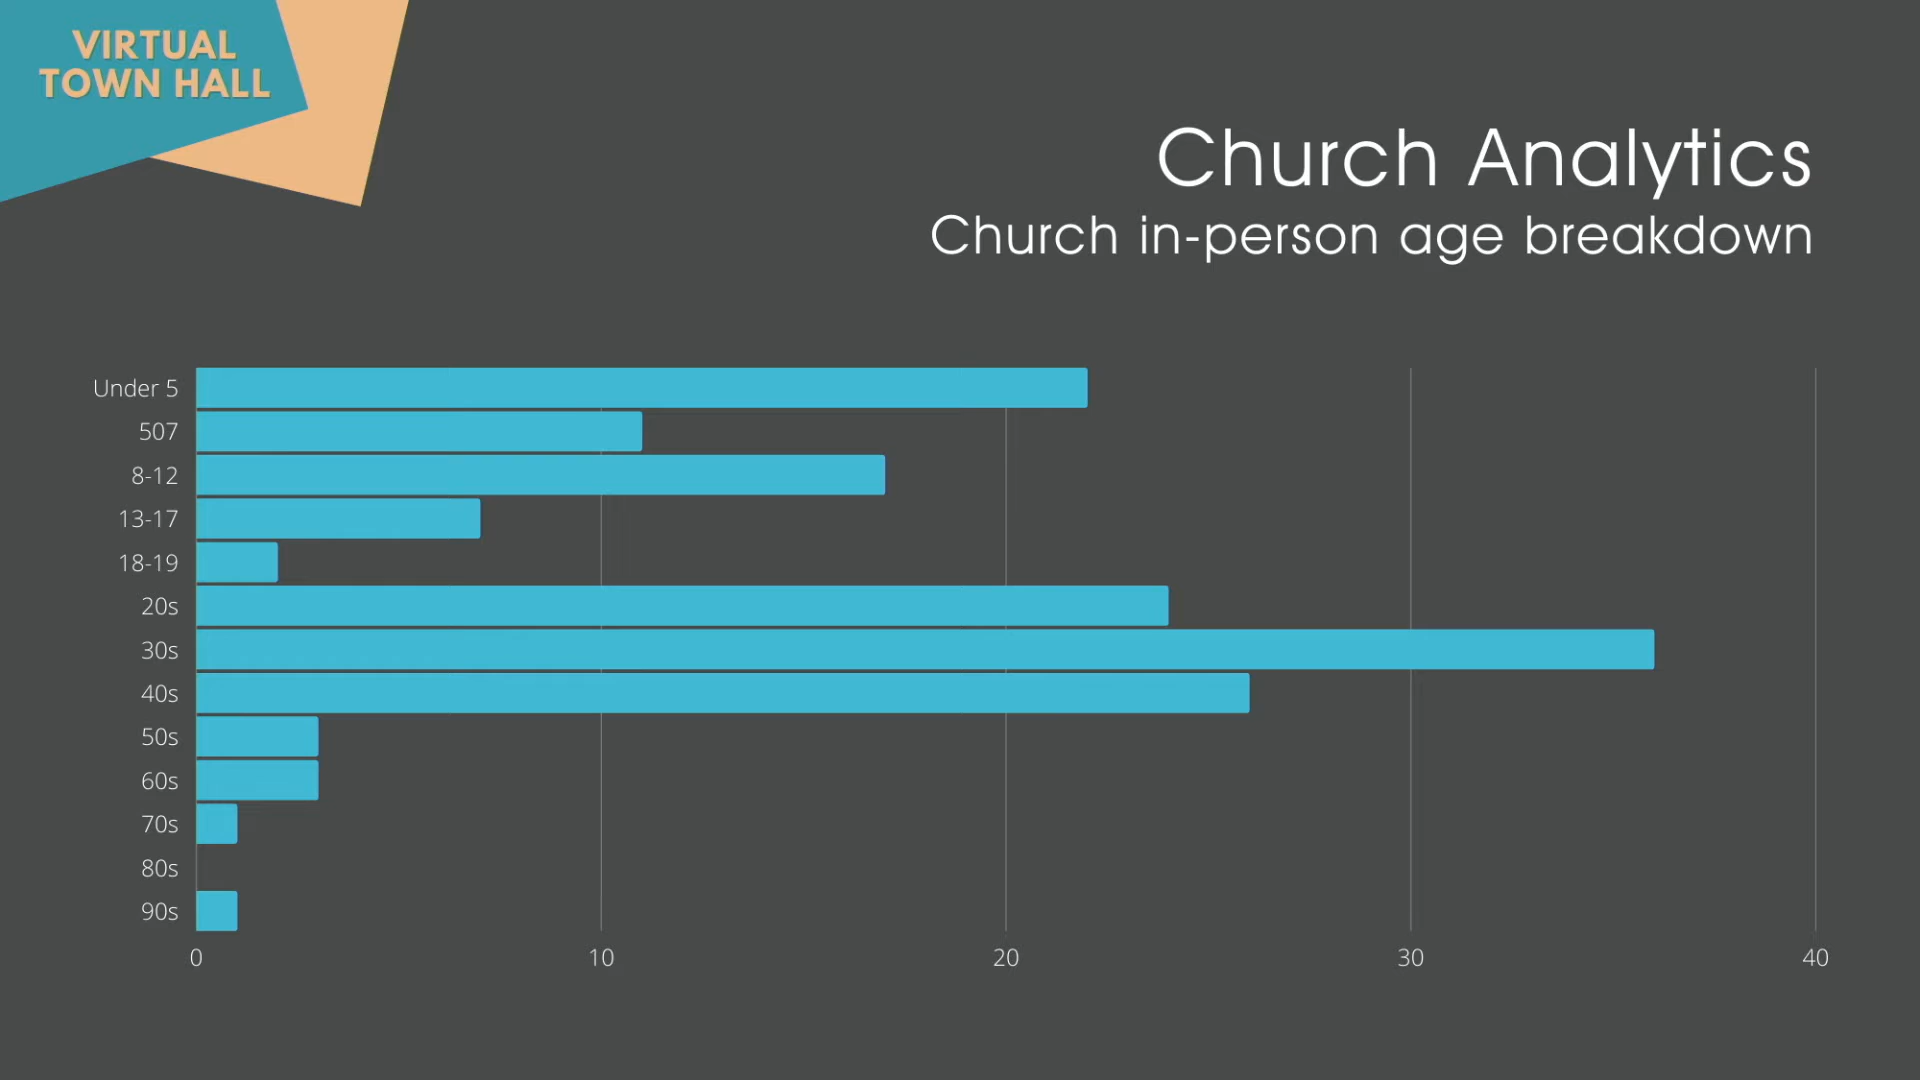 VIRTUAL
TOWN HALL
Church Analytics
Church in-person age breakdown
Under 5
507
8-12
13-17
18-19
20s
30s
40s
50s
60s
70s
80s
90s
0 10 20 30 40